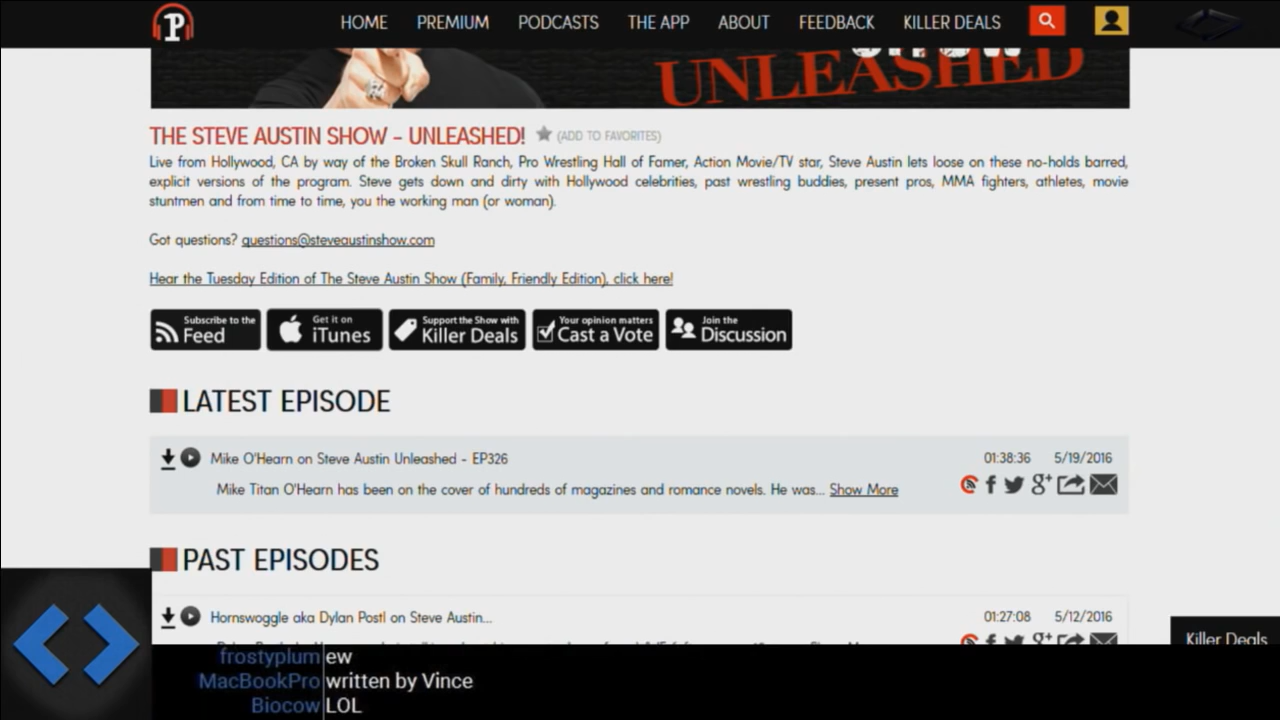 P
HOME PREMIUM PODCASTS THE APP ABOUT FEEDBACK KILLER DEALS
UNLEASHED
THE STEVE AUSTIN SHOW – UNLEASHED! (ADD TO FAVORITES)
Live from Hollywood, CA by way of the Broken Skull Ranch, Pro Wrestling Hall of Famer, Action Movie/TV star, Steve Austin lets loose on these no-holds barred,
explicit versions of the program. Steve gets down and dirty with Hollywood celebrities, past wrestling buddies, present pros, MMA fighters, athletes, movie
stuntmen and from time to time, you the working man (or woman).
Got questions? questions@steveaustinshow.com
Hear the Tuesday Edition of The Steve Austin Show (Family, Friendly Edition), click here!
Subscribe to the Feed
Get it on iTunes
Support the Show with Killer Deals
Your opinion matters Cast a Vote
Join the Discussion
LATEST EPISODE
Mike O'Hearn on Steve Austin Unleashed - EP326 01:38:36 5/19/2016
Mike Titan O'Hearn has been on the cover of hundreds of magazines and romance novels. He was... Show More
PAST EPISODES
Hornswoggle aka Dylan Postl on Steve Austin... 01:27:08 5/12/2016
Killer Deals
frostyplum ew
MacBookPro written by Vince
Biocow LOL